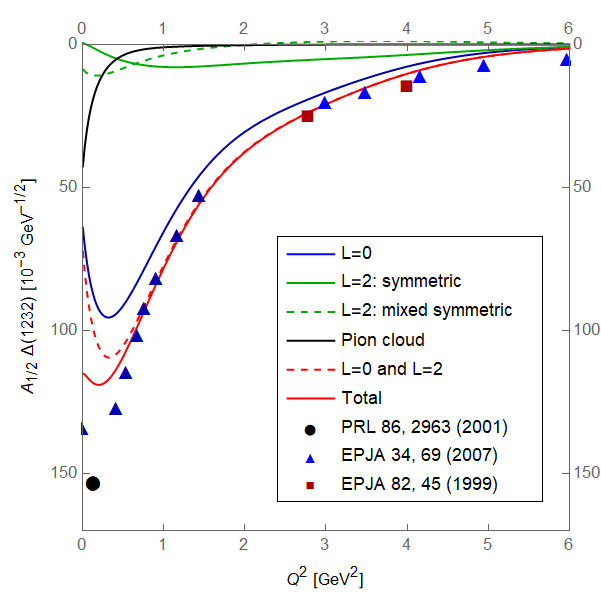 0 1 2 3 4 5 6
0 0
50 50
100 100
150 150
A1/2 Δ(1232) [10−3 GeV−1/2]
L=0
L=2: symmetric
L=2: mixed symmetric
Pion cloud
L=0 and L=2
Total
PRL 86, 2963 (2001)
EPJA 34, 69 (2007)
EPJA 82, 45 (1999)
0 1 2 3 4 5 6
Q2 [GeV2]